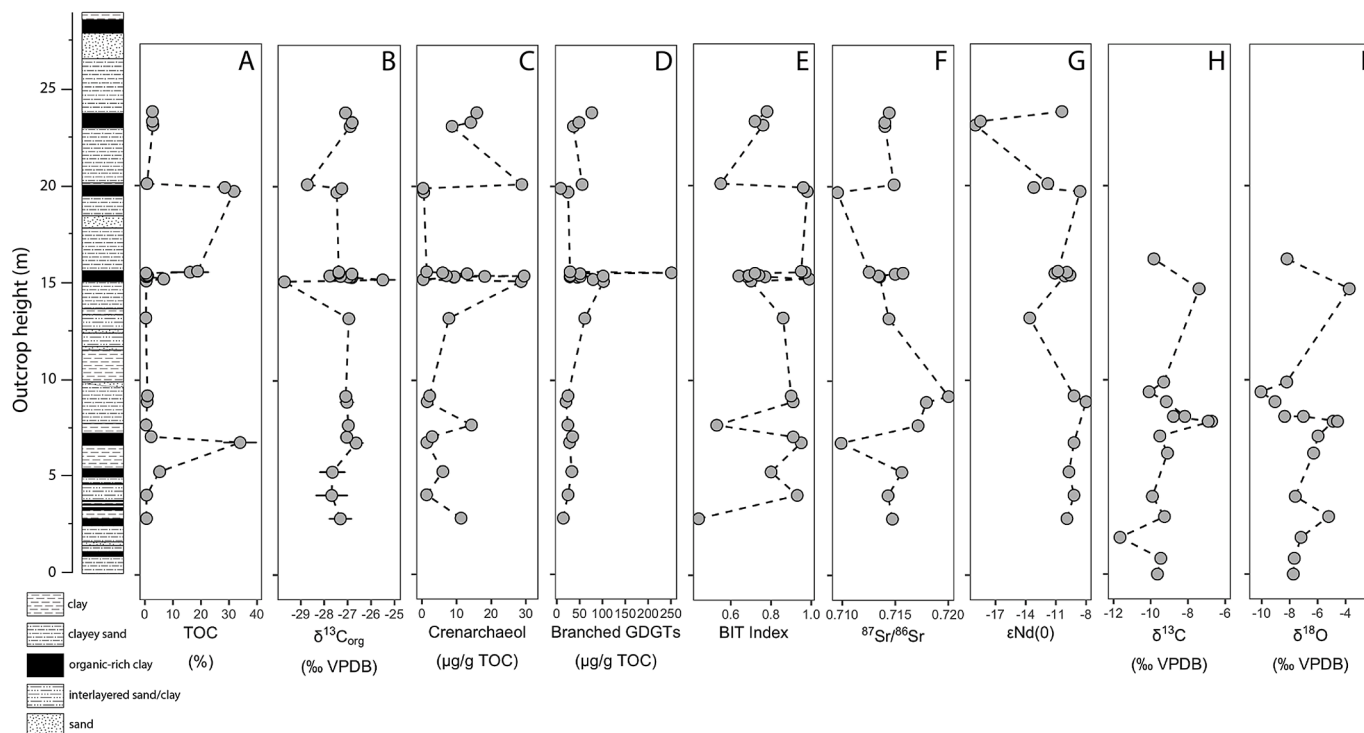 A B C D E F G H I
Outcrop height (m)
25
20
15
10
5
0
0 10 20 30 40
-29 -28 -27 -26 -25
0 10 20 30
0 50 100 150 200 250
0.6 0.8 1.0
0.710 0.715 0.720
-17 -14 -11 -8
-12 -10 -8 -6
-10 -8 -6 -4
TOC
(%)
δ¹³Corg
(‰ VPDB)
Crenarchaeol
(µg/g TOC)
Branched GDGTs
(µg/g TOC)
BIT Index
⁸⁷Sr/⁸⁶Sr
εNd(0)
δ¹³C
(‰ VPDB)
δ¹⁸O
(‰ VPDB)
clay
clayey sand
organic-rich clay
interlayered sand/clay
sand